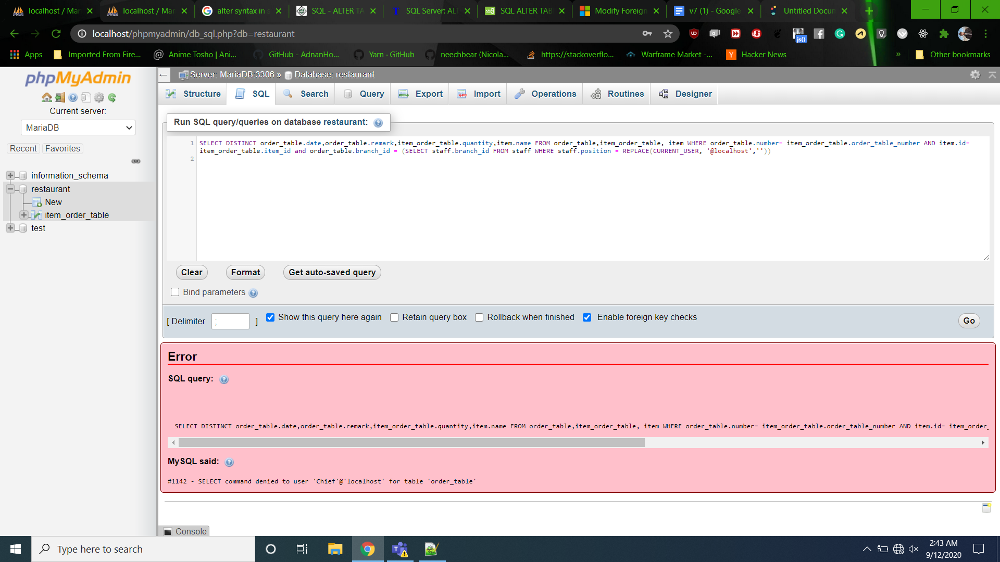 localhost / Mar
localhost / Mar
alter syntax in s
SQL - ALTER TA
SQL Server: ALT
SQL ALTER TAB
Modify Foreign
v7 (1) - Google
Untitled Docum
localhost/phpmyadmin/db_sql.php?db=restaurant
Apps
Imported From Fire...
Anime Tosho | Ani...
GitHub - AdnanHo...
Yarn · GitHub
neechbear (Nicola...
https://stackoverflo...
Warframe Market -...
Hacker News
»
Other bookmarks
phpMyAdmin
Current server:
MariaDB
Recent
Favorites
information_schema
restaurant
New
item_order_table
test
Server: MariaDB:3306 » Database: restaurant
Structure
SQL
Search
Query
Export
Import
Operations
Routines
Designer
Run SQL query/queries on database restaurant:
1 SELECT DISTINCT order_table.date,order_table.remark,item_order_table.quantity,item.name FROM order_table,item_order_table, item WHERE order_table.number= item_order_table.order_table_number AND item.id=
item_order_table.item_id and order_table.branch_id = (SELECT staff.branch_id FROM staff WHERE staff.position = REPLACE(CURRENT_USER, '@localhost',''))
2
Clear
Format
Get auto-saved query
Bind parameters
[ Delimiter ; ]
Show this query here again
Retain query box
Rollback when finished
Enable foreign key checks
Go
Error
SQL query:
SELECT DISTINCT order_table.date,order_table.remark,item_order_table.quantity,item.name FROM order_table,item_order_table, item WHERE order_table.number= item_order_table.order_table_number AND item.id= item_order_
MySQL said:
#1142 - SELECT command denied to user 'Chief'@'localhost' for table 'order_table'
Console
Type here to search
2:43 AM
9/12/2020